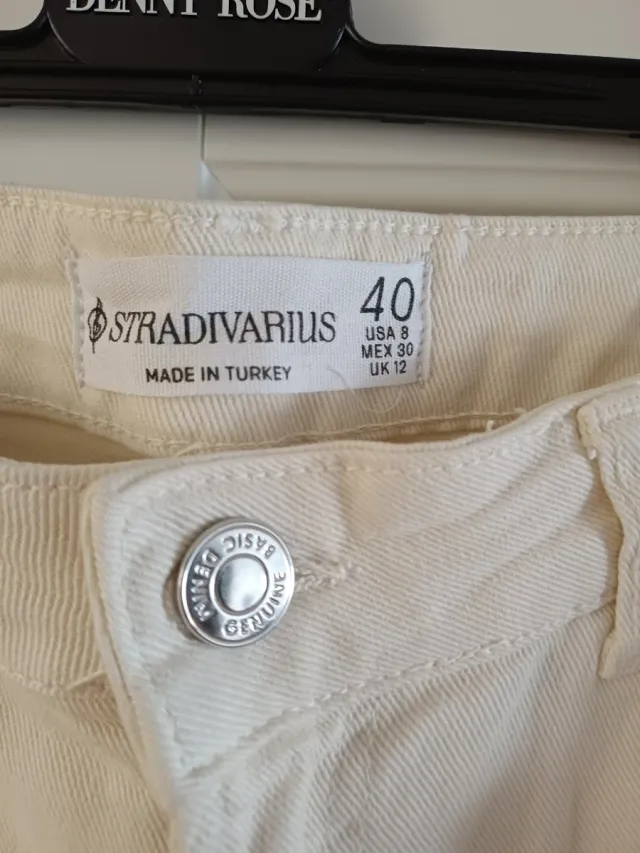 DENNY ROSE
STRADIVARIUS
MADE IN TURKEY
40
USA 8
MEX 30
UK 12
GENUINE BASIC DENIM